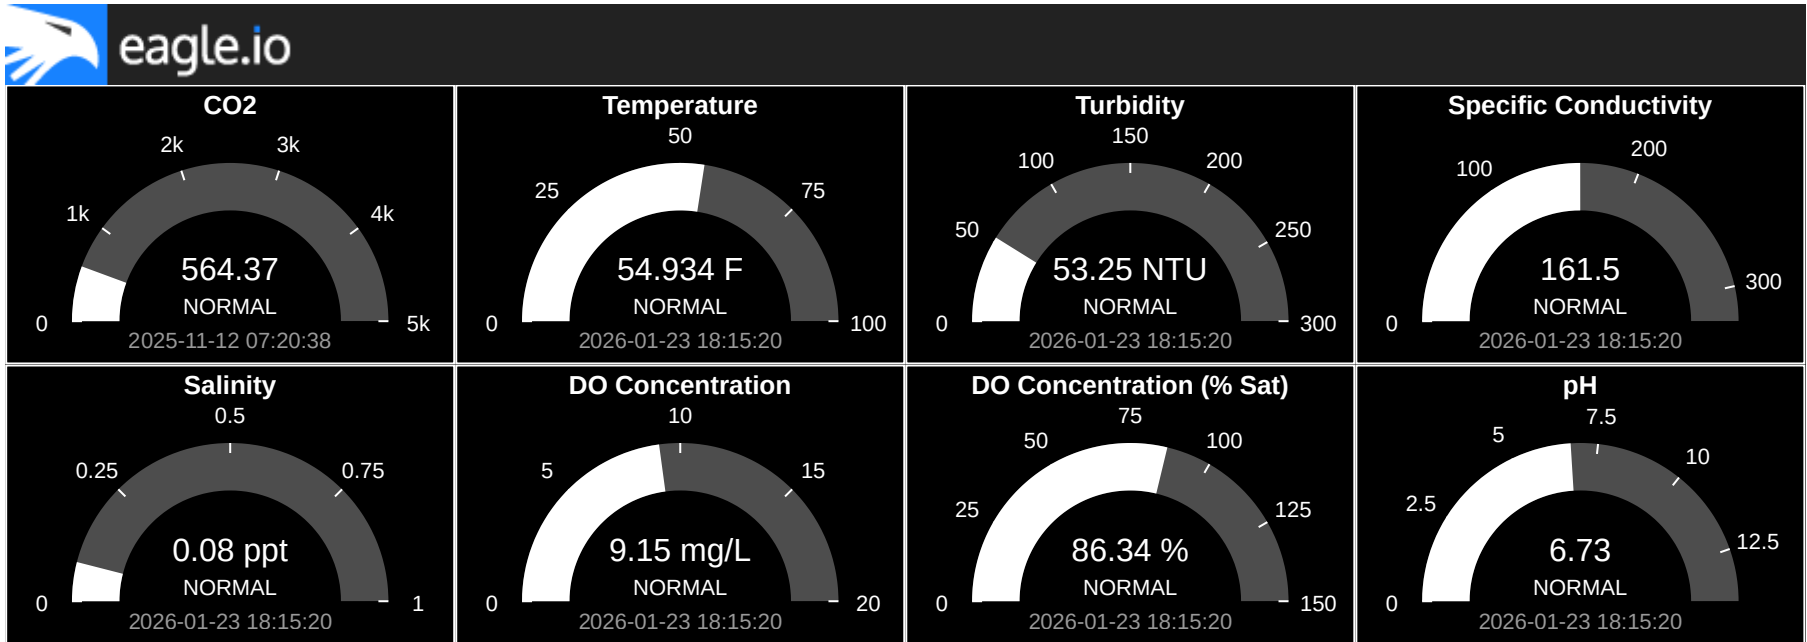 eagle.io
CO2
0
1k
2k
3k
4k
5k
564.37
NORMAL
2025-11-12 07:20:38
Temperature
0
25
50
75
100
54.934 F
NORMAL
2026-01-23 18:15:20
Turbidity
0
50
100
150
200
250
300
53.25 NTU
NORMAL
2026-01-23 18:15:20
Specific Conductivity
0
100
200
300
161.5
NORMAL
2026-01-23 18:15:20
Salinity
0
0.25
0.5
0.75
1
0.08 ppt
NORMAL
2026-01-23 18:15:20
DO Concentration
0
5
10
15
20
9.15 mg/L
NORMAL
2026-01-23 18:15:20
DO Concentration (% Sat)
0
25
50
75
100
125
150
86.34 %
NORMAL
2026-01-23 18:15:20
pH
0
2.5
5
7.5
10
12.5
6.73
NORMAL
2026-01-23 18:15:20